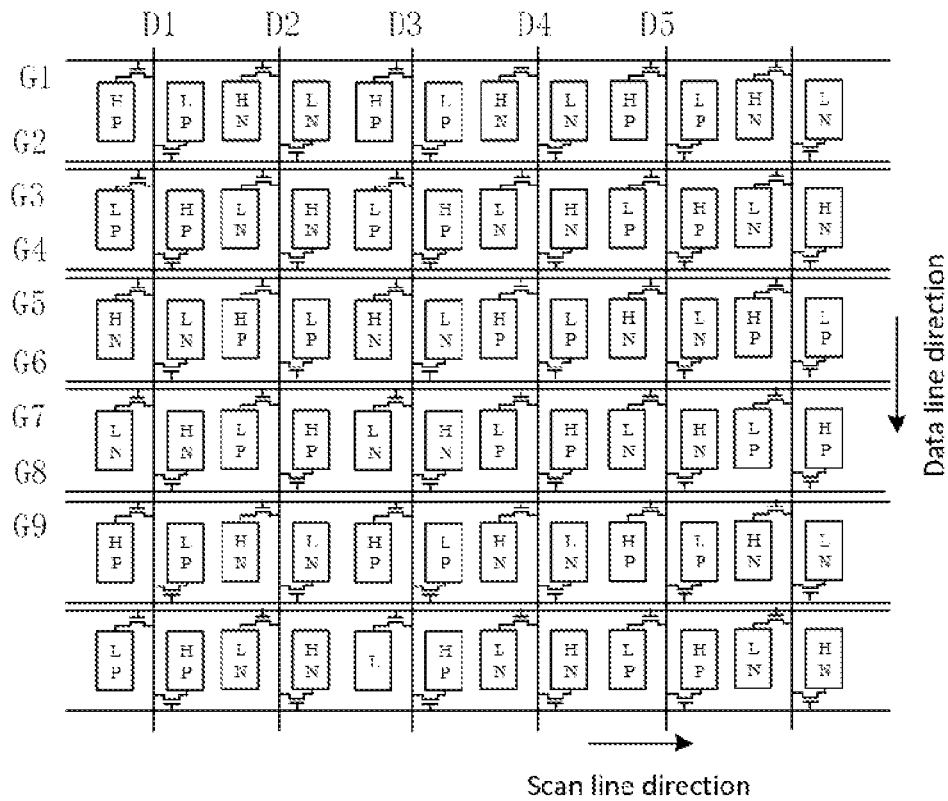 D1 D2 D3 D4 D5
G1
H L H L H L H L H L H L
P P N N P P N N P P N N
G2
G3
L H L H L H L H L H L H
P P N N P P N N P P N N
G4
G5
H L H L H L H L H L H L
N N P P N N P P N N P P
G6
G7
L H L H L H L H L H L H
N N P P N N P P N N P P
G8
G9
H L H L H L H L H L H L
P P N N P P N N P P N N
L H L H L H L H L H L H
P P N N P N N P P N N
Data line direction
Scan line direction